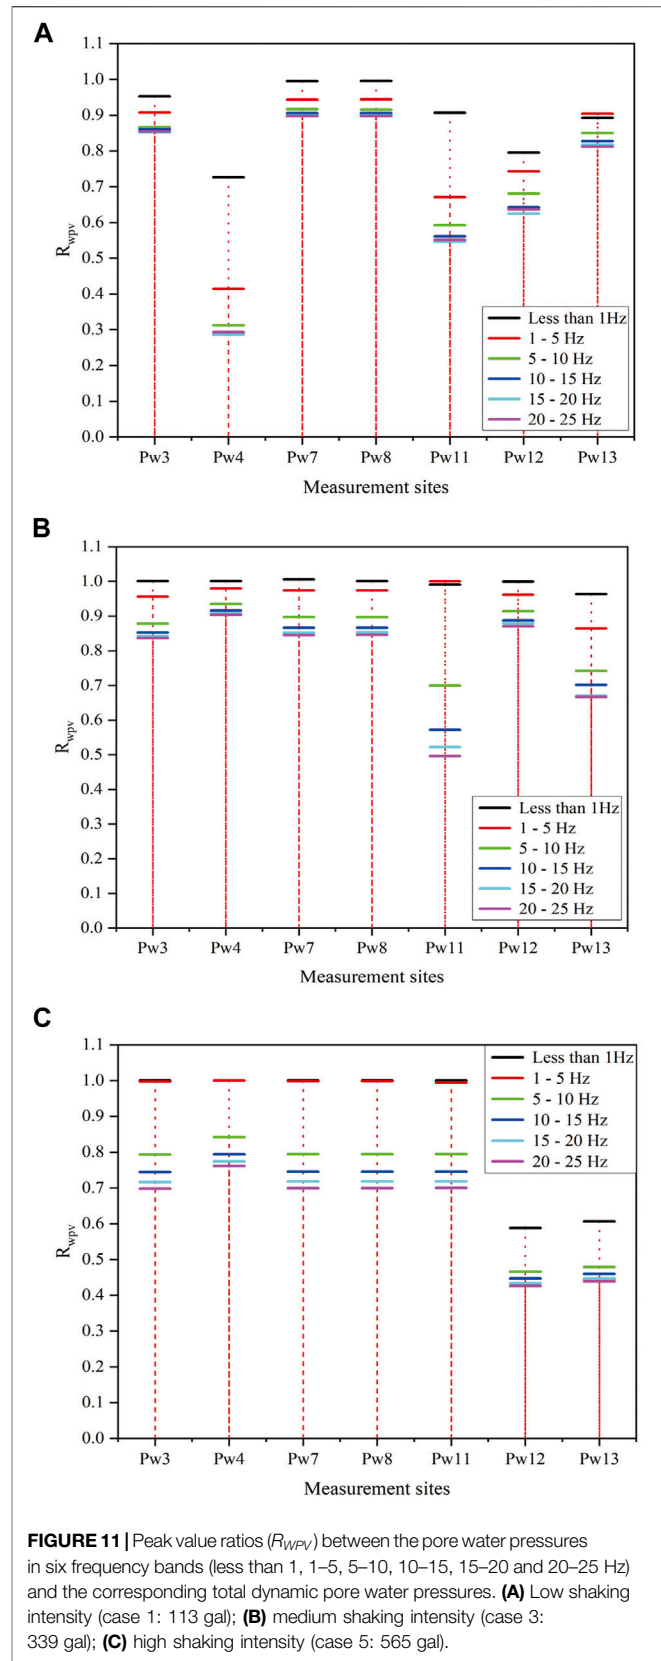 A
1.1
1.0
0.9
0.8
0.7
0.6
0.5
0.4
0.3
0.2
0.1
0.0
Rwpv
Less than 1Hz
1 - 5 Hz
5 - 10 Hz
10 - 15 Hz
15 - 20 Hz
20 - 25 Hz
Pw3 Pw4 Pw7 Pw8 Pw11 Pw12 Pw13
Measurement sites
B
1.1
1.0
0.9
0.8
0.7
0.6
0.5
0.4
0.3
0.2
0.1
0.0
Rwpv
Less than 1Hz
1 - 5 Hz
5 - 10 Hz
10 - 15 Hz
15 - 20 Hz
20 - 25 Hz
Pw3 Pw4 Pw7 Pw8 Pw11 Pw12 Pw13
Measurement sites
C
1.1
1.0
0.9
0.8
0.7
0.6
0.5
0.4
0.3
0.2
0.1
0.0
Rwpv
Less than 1Hz
1 - 5 Hz
5 - 10 Hz
10 - 15 Hz
15 - 20 Hz
20 - 25 Hz
Pw3 Pw4 Pw7 Pw8 Pw11 Pw12 Pw13
Measurement sites
FIGURE 11 | Peak value ratios (RWPV) between the pore water pressures
in six frequency bands (less than 1, 1–5, 5–10, 10–15, 15–20 and 20–25 Hz)
and the corresponding total dynamic pore water pressures. (A) Low shaking
intensity (case 1: 113 gal); (B) medium shaking intensity (case 3:
339 gal); (C) high shaking intensity (case 5: 565 gal).